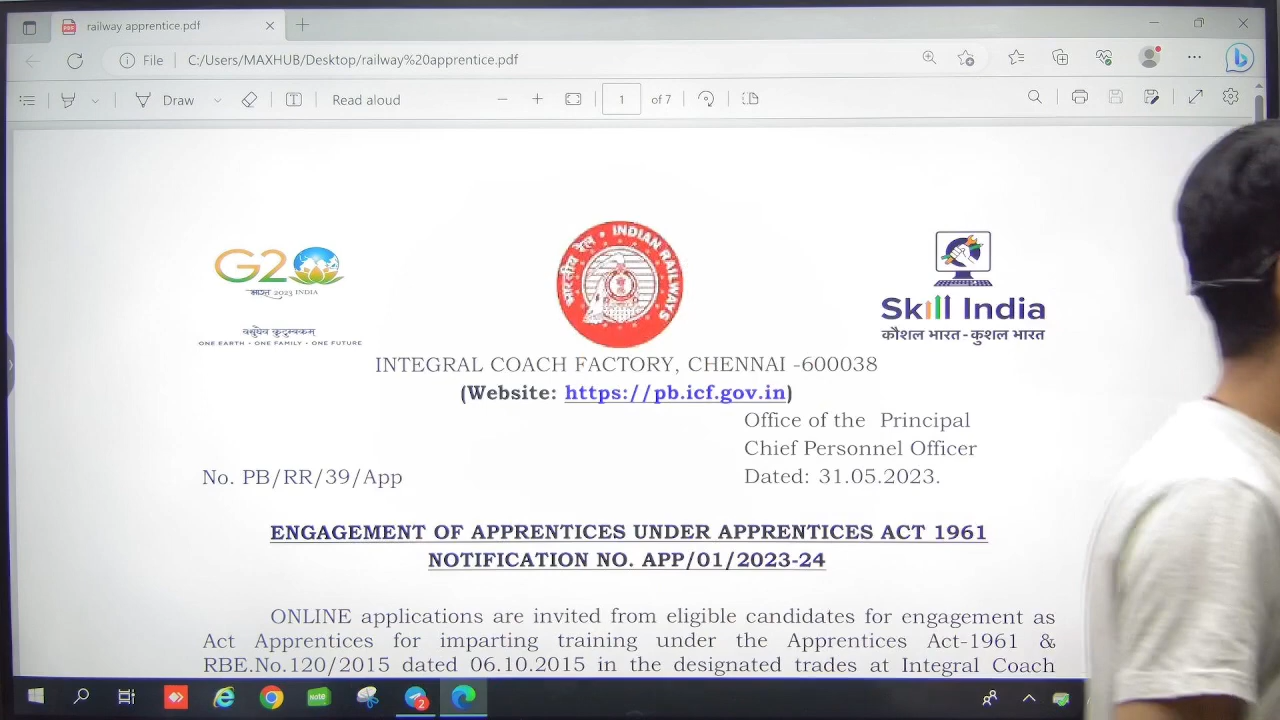 railway apprentice.pdf
File C:/Users/MAXHUB/Desktop/railway%20apprentice.pdf
Draw Read aloud 1 of 7
G20
भारत 2023 INDIA
वसुधैव कुटुम्बकम्
ONE EARTH • ONE FAMILY • ONE FUTURE
भारतीय रेल • INDIAN RAILWAYS
Skill India
कौशल भारत - कुशल भारत
INTEGRAL COACH FACTORY, CHENNAI -600038
(Website: https://pb.icf.gov.in)
Office of the Principal
Chief Personnel Officer
No. PB/RR/39/App Dated: 31.05.2023.
ENGAGEMENT OF APPRENTICES UNDER APPRENTICES ACT 1961
NOTIFICATION NO. APP/01/2023-24
ONLINE applications are invited from eligible candidates for engagement as
Act Apprentices for imparting training under the Apprentices Act-1961 &
RBE.No.120/2015 dated 06.10.2015 in the designated trades at Integral Coach
Note
2